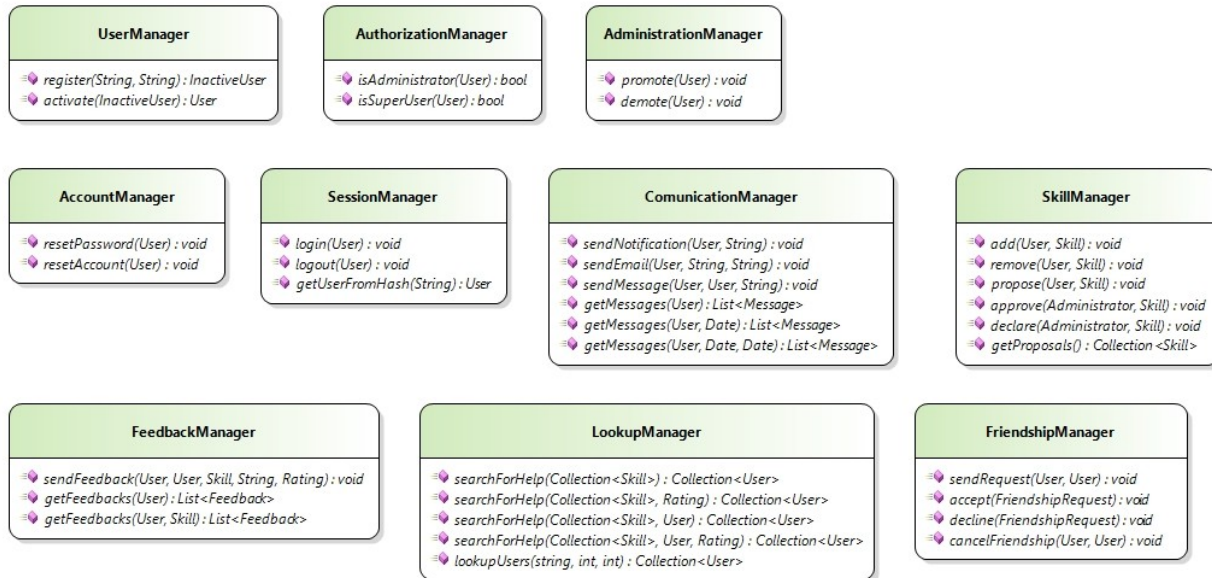 UserManager
register(String, String) : InactiveUser
activate(InactiveUser) : User
AuthorizationManager
isAdministrator(User) : bool
isSuperUser(User) : bool
AdministrationManager
promote(User) : void
demote(User) : void
AccountManager
resetPassword(User) : void
resetAccount(User) : void
SessionManager
login(User) : void
logout(User) : void
getUserFromHash(String) : User
ComunicationManager
sendNotification(User, String) : void
sendEmail(User, String, String) : void
sendMessage(User, User, String) : void
getMessages(User) : List<Message>
getMessages(User, Date) : List<Message>
getMessages(User, Date, Date) : List<Message>
SkillManager
add(User, Skill) : void
remove(User, Skill) : void
propose(User, Skill) : void
approve(Administrator, Skill) : void
declare(Administrator, Skill) : void
getProposals() : Collection<Skill>
FeedbackManager
sendFeedback(User, User, Skill, String, Rating) : void
getFeedbacks(User) : List<Feedback>
getFeedbacks(User, Skill) : List<Feedback>
LookupManager
searchForHelp(Collection<Skill>) : Collection<User>
searchForHelp(Collection<Skill>, Rating) : Collection<User>
searchForHelp(Collection<Skill>, User) : Collection<User>
searchForHelp(Collection<Skill>, User, Rating) : Collection<User>
lookupUsers(string, int, int) : Collection<User>
FriendshipManager
sendRequest(User, User) : void
accept(FriendshipRequest) : void
decline(FriendshipRequest) : void
cancelFriendship(User, User) : void